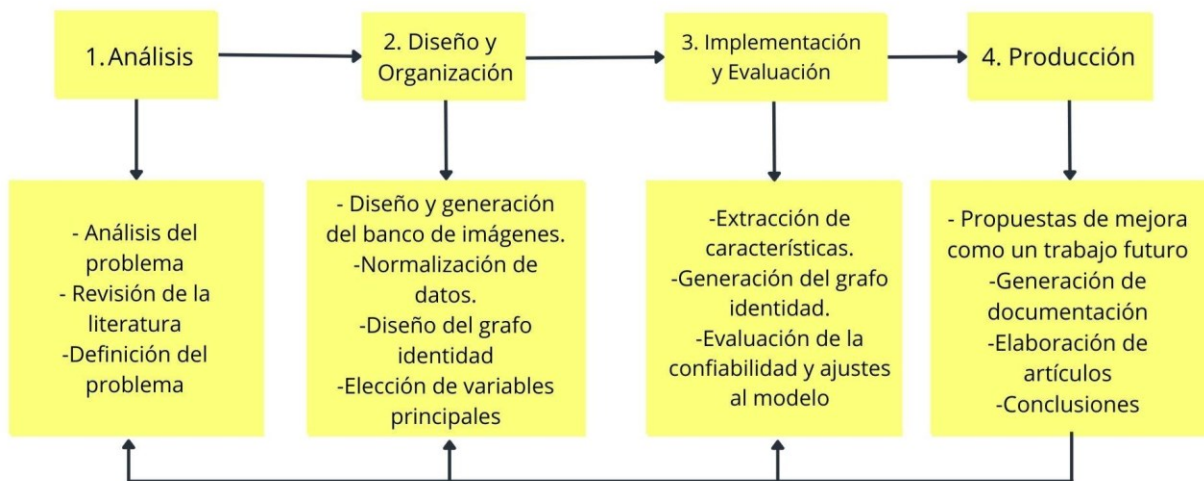 1. Análisis
2. Diseño y
Organización
3. Implementación
y Evaluación
4. Producción
- Análisis del
problema
- Revisión de la
literatura
-Definición del
problema
- Diseño y generación
del banco de imágenes.
-Normalización de
datos.
-Diseño del grafo
identidad
-Elección de variables
principales
-Extracción de
características.
-Generación del grafo
identidad.
-Evaluación de la
confiabilidad y ajustes
al modelo
- Propuestas de mejora
como un trabajo futuro
-Generación de
documentación
-Elaboración de
artículos
-Conclusiones